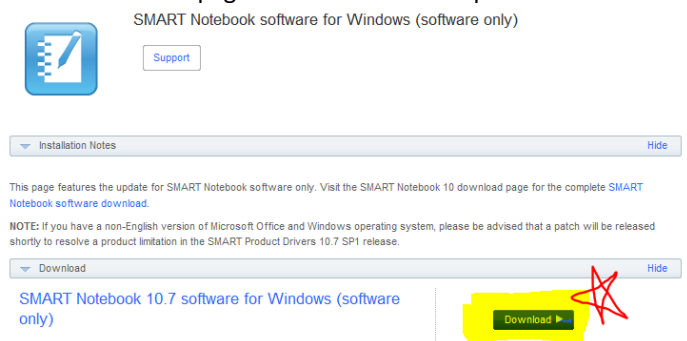 SMART Notebook software for Windows (software only)
Support
Installation Notes
Hide
This page features the update for SMART Notebook software only. Visit the SMART Notebook 10 download page for the complete SMART
Notebook software download.
NOTE: If you have a non-English version of Microsoft Office and Windows operating system, please be advised that a patch will be released
shortly to resolve a product limitation in the SMART Product Drivers 10.7 SP1 release.
Download
Hide
SMART Notebook 10.7 software for Windows (software
only)
Download